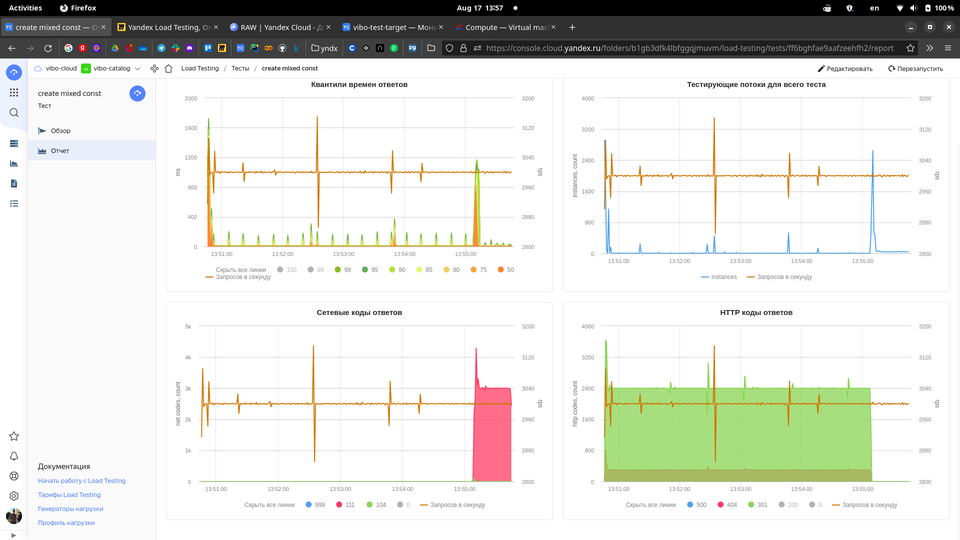 Activities Firefox Aug 17 13:57 en 100%
create mixed const — Yandex Load Testing, RAW | Yandex Cloud - vibo-test-target — Compute — Virtual
yndx https://console.cloud.yandex.ru/folders/b1gb3dfk4lbfggqjmuvm/load-testing/tests/ff6bghfae9aafzeehfh2/report
vibo-cloud vibo-catalog Load Testing / Тесты / create mixed const Редактировать Перезапустить
create mixed const
Тест
Обзор
Отчет
Документация
Начать работу с Load Testing
Тарифы Load Testing
Генераторы нагрузки
Профиль нагрузки
Квантили времен ответов
2000 3200
1600 3120
1200 3040
800 2960
400 2880
0 2800
ms rps
13:51:00 13:52:00 13:53:00 13:54:00 13:55:00
Скрыть все линии 100 99 98 95 90 85 80 75 50
Запросов в секунду
Тестирующие потоки для всего теста
4000 3200
3200 3120
2400 3040
1600 2960
800 2880
0 2800
instances, count rps
13:51:00 13:52:00 13:53:00 13:54:00 13:55:00
instances Запросов в секунду
Сетевые коды ответов
5k 3200
4k 3120
3k 3040
2k 2960
1k 2880
0 2800
net codes, count rps
13:51:00 13:52:00 13:53:00 13:54:00 13:55:00
Скрыть все линии 999 111 104 0 Запросов в секунду
HTTP коды ответов
4000 3200
3200 3120
2400 3040
1600 2960
800 2880
0 2800
http codes, count rps
13:51:00 13:52:00 13:53:00 13:54:00 13:55:00
Скрыть все линии 500 404 301 200 0 Запросов в секунду